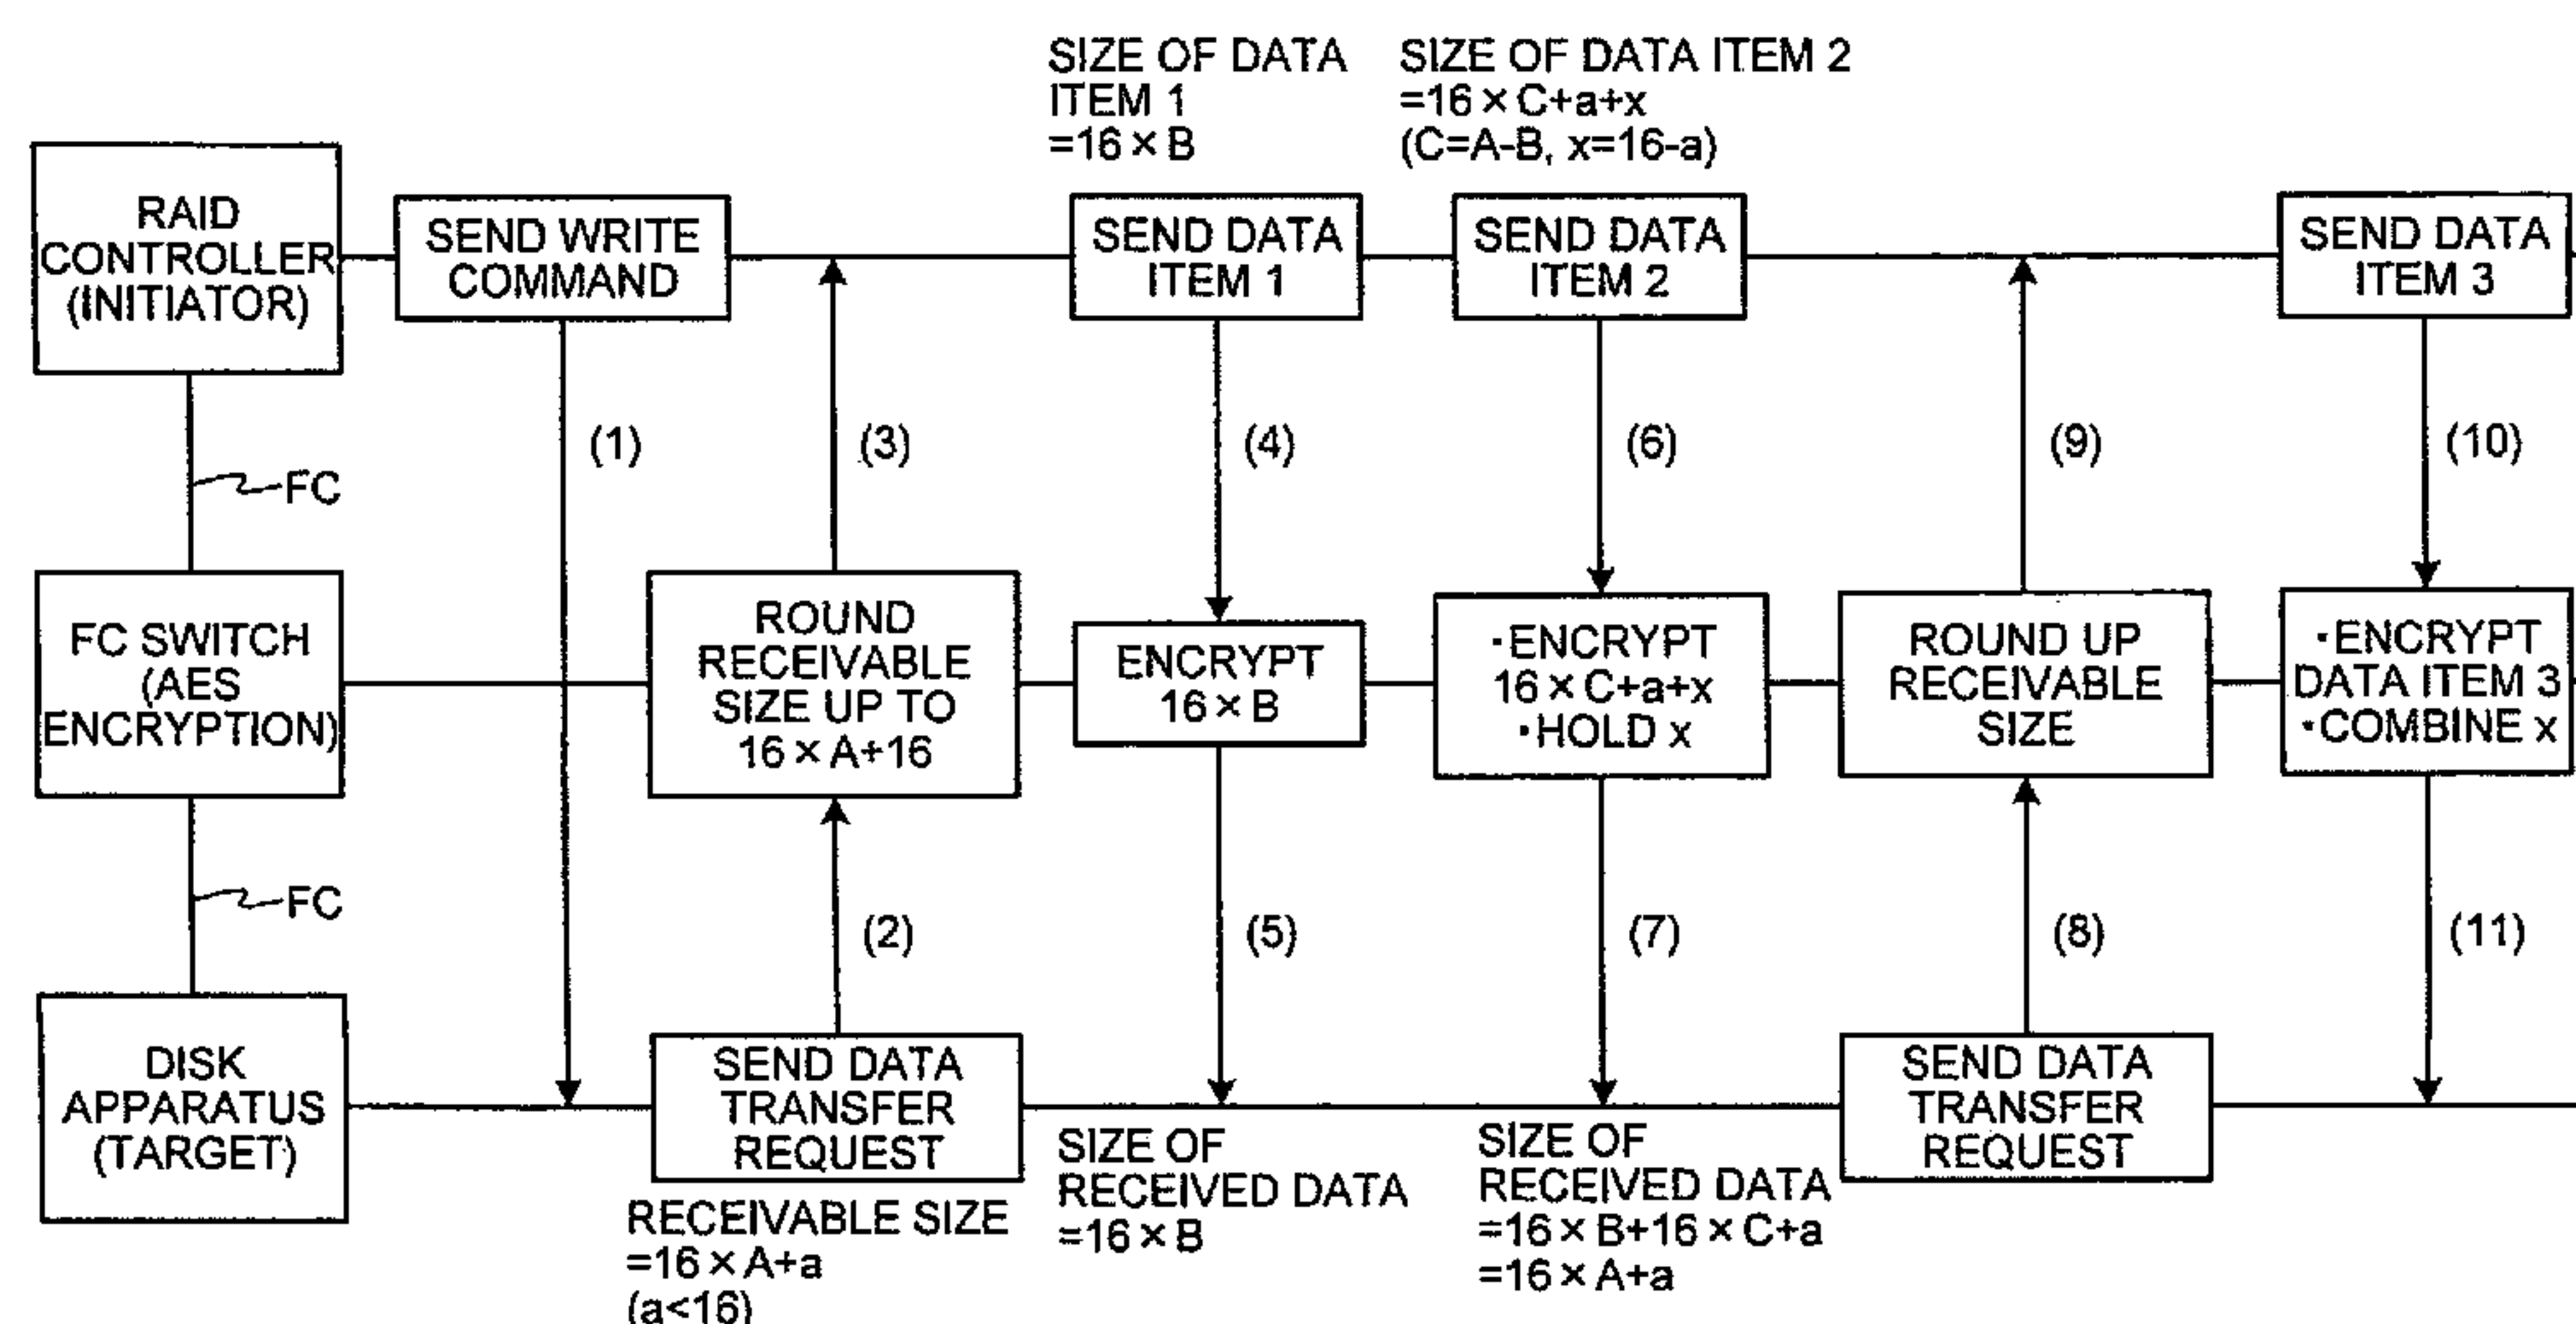 SIZE OF DATA
ITEM 1
=16 × B
SIZE OF DATA ITEM 2
=16 × C+a+x
(C=A-B, x=16-a)
RAID
CONTROLLER
(INITIATOR)
SEND WRITE
COMMAND
SEND DATA
ITEM 1
SEND DATA
ITEM 2
SEND DATA
ITEM 3
(1)
(3)
(4)
(6)
(9)
(10)
FC
FC SWITCH
(AES
ENCRYPTION)
ROUND
RECEIVABLE
SIZE UP TO
16 × A+16
ENCRYPT
16 × B
·ENCRYPT
16 × C+a+x
·HOLD x
ROUND UP
RECEIVABLE
SIZE
·ENCRYPT
DATA ITEM 3
·COMBINE x
FC
(2)
(5)
(7)
(8)
(11)
DISK
APPARATUS
(TARGET)
SEND DATA
TRANSFER
REQUEST
RECEIVABLE SIZE
=16 × A+a
(a<16)
SIZE OF
RECEIVED DATA
=16 × B
SIZE OF
RECEIVED DATA
=16 × B+16 × C+a
=16 × A+a
SEND DATA
TRANSFER
REQUEST